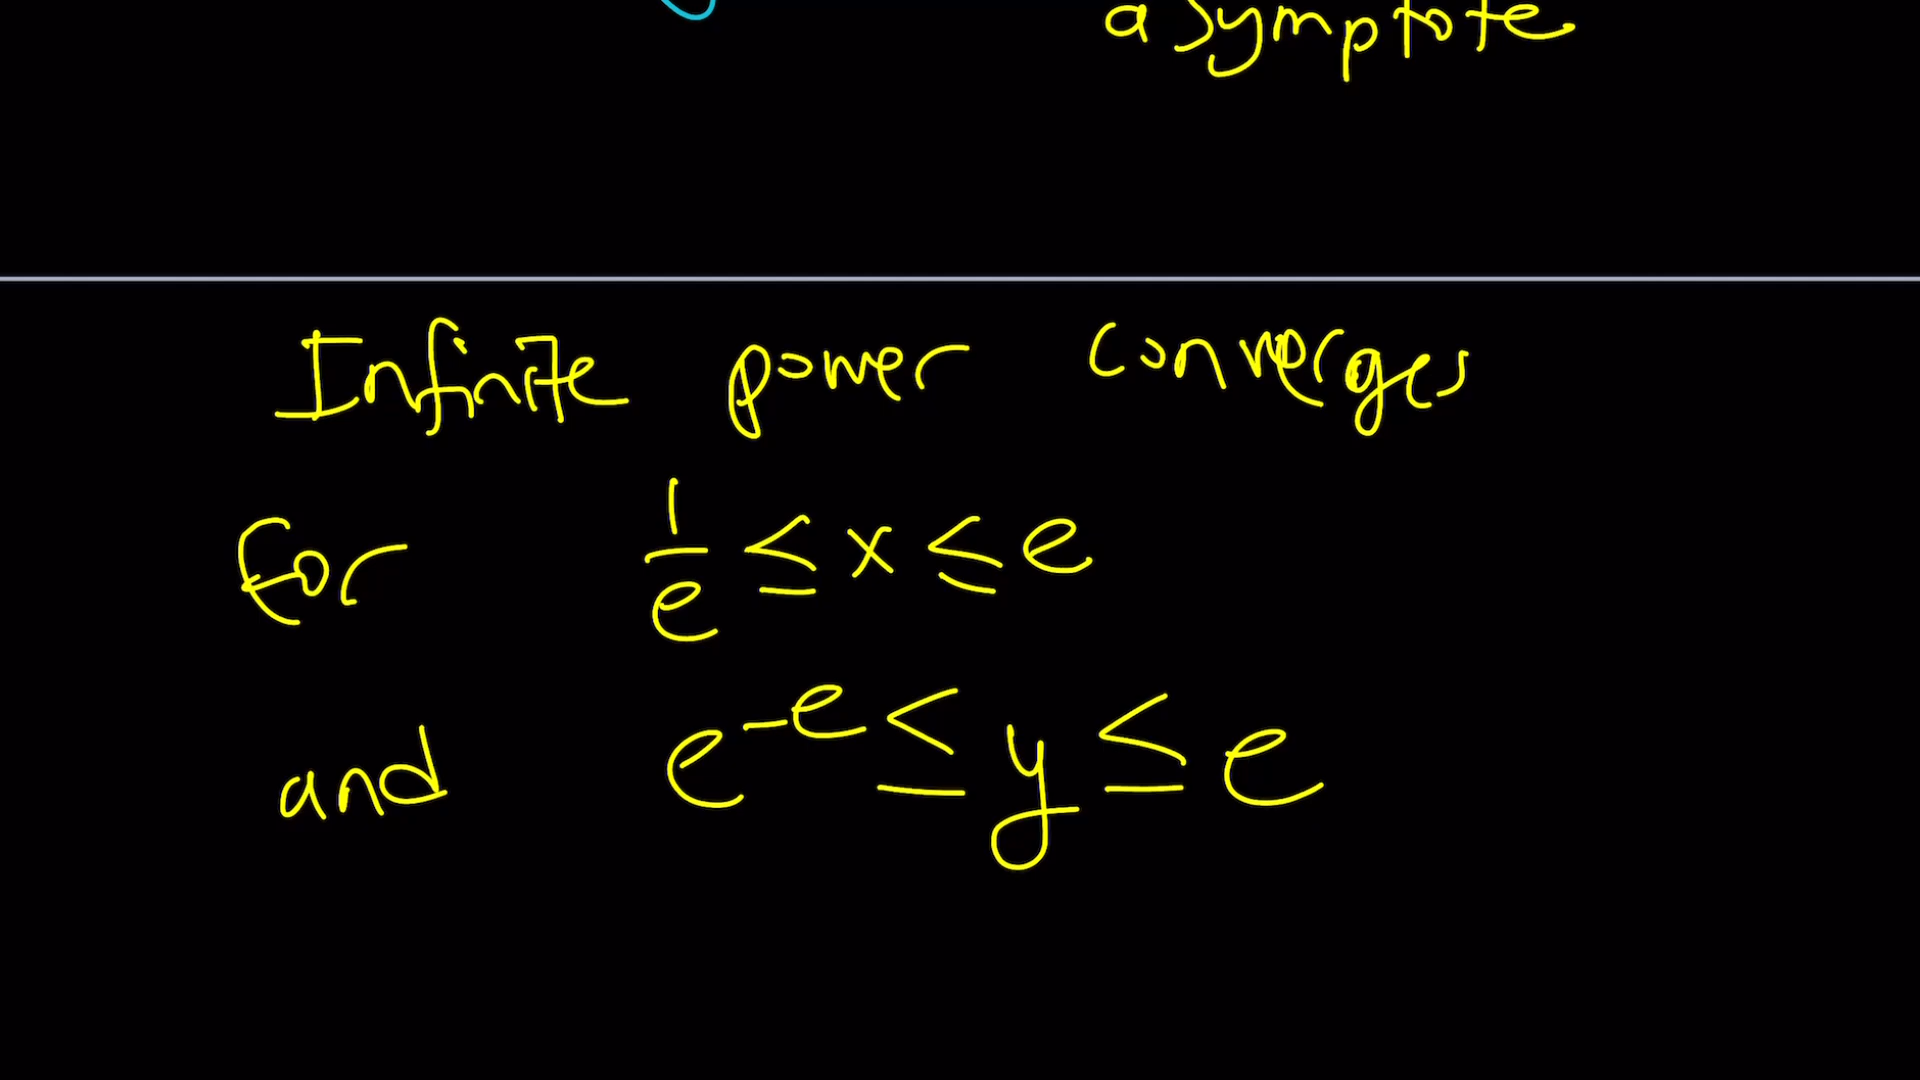 asymptote
Infinite power converges
for 1/e ≤ x ≤ e
and e^-e ≤ y ≤ e